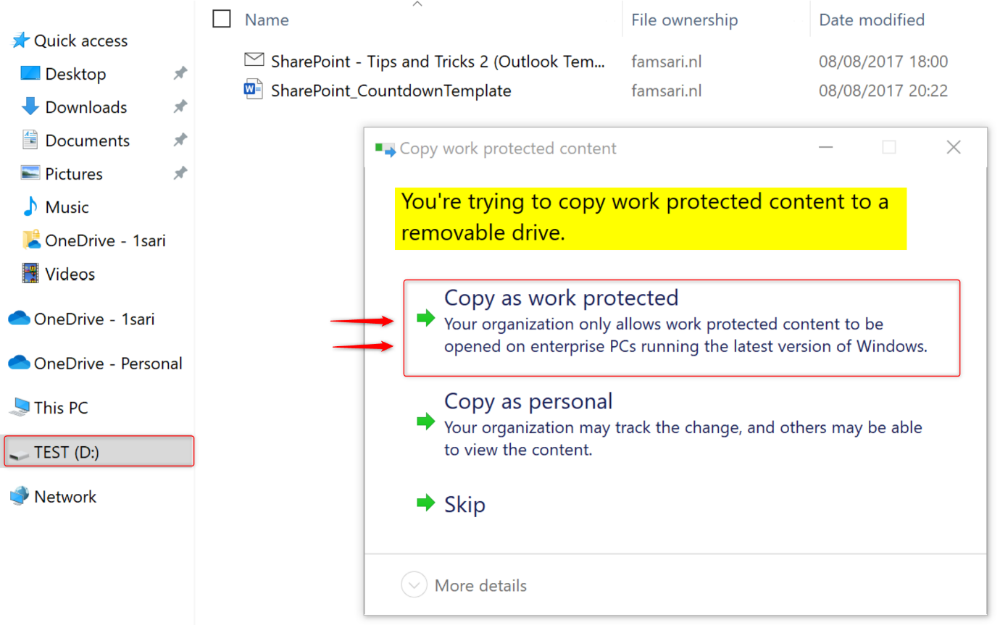 Quick access
Desktop
Downloads
Documents
Pictures
Music
OneDrive - 1sari
Videos
OneDrive - 1sari
OneDrive - Personal
This PC
TEST (D:)
Network
Name File ownership Date modified
SharePoint - Tips and Tricks 2 (Outlook Tem... famsari.nl 08/08/2017 18:00
SharePoint_CountdownTemplate famsari.nl 08/08/2017 20:22
Copy work protected content
You're trying to copy work protected content to a
removable drive.
Copy as work protected
Your organization only allows work protected content to be
opened on enterprise PCs running the latest version of Windows.
Copy as personal
Your organization may track the change, and others may be able
to view the content.
Skip
More details